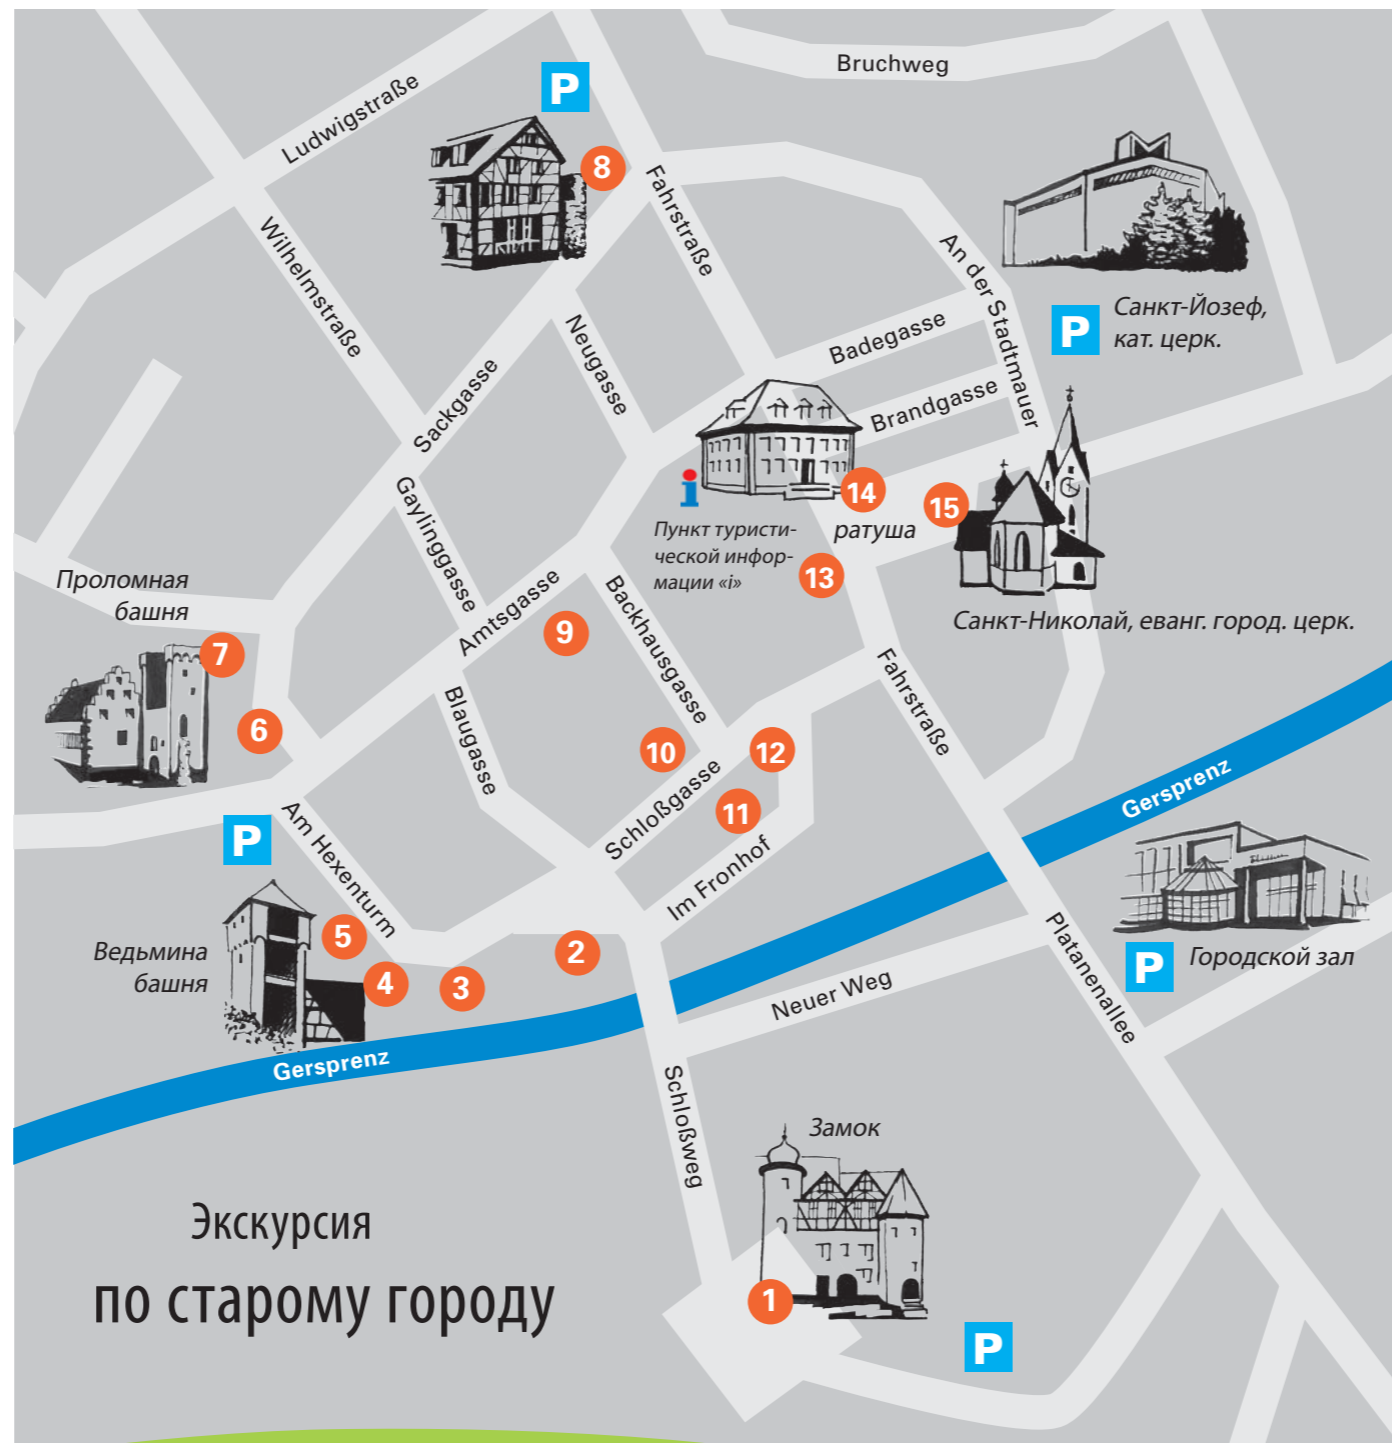 Bruchweg
P
Ludwigstraße
8
Fahrstraße
Wilhelmstraße
An der Stadtmauer
P
Санкт-Йозеф,
кат. церк.
Neugasse
Badegasse
Sackgasse
Brandgasse
i
14
15
Gaylinggasse
Пункт туристи-
ческой инфор-
мации «i»
ратуша
13
Проломная
башня
Amtsgasse
9
Backhausgasse
Санкт-Николай, еванг. город. церк.
7
6
Blaugasse
10
12
Fahrstraße
Schloßgasse
11
Gersprenz
P
Am Hexenturm
Im Fronhof
Ведьмина
башня
5
4
3
2
Platanenallee
P
Городской зал
Neuer Weg
Gersprenz
Schloßweg
Замок
1
P
Экскурсия
по старому городу